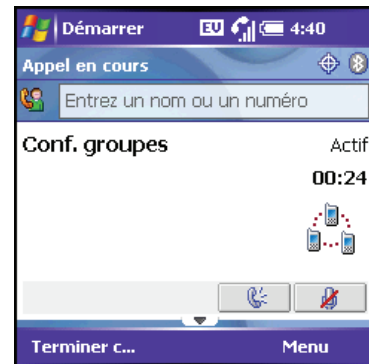 Démarrer EV 4:40
Appel en cours
Entrez un nom ou un numéro
Conf. groupes Actif
00:24
Terminer c... Menu